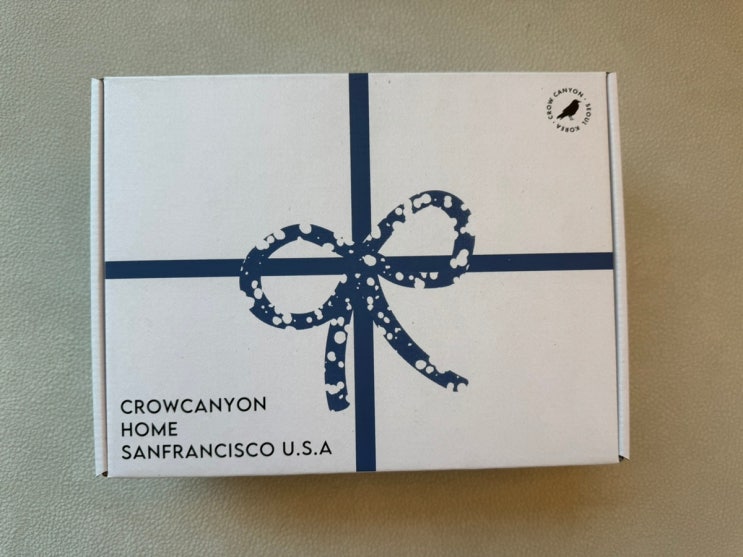 CROW CANYON · SEOUL KOREA ·
CROWCANYON
HOME
SANFRANCISCO U.S.A